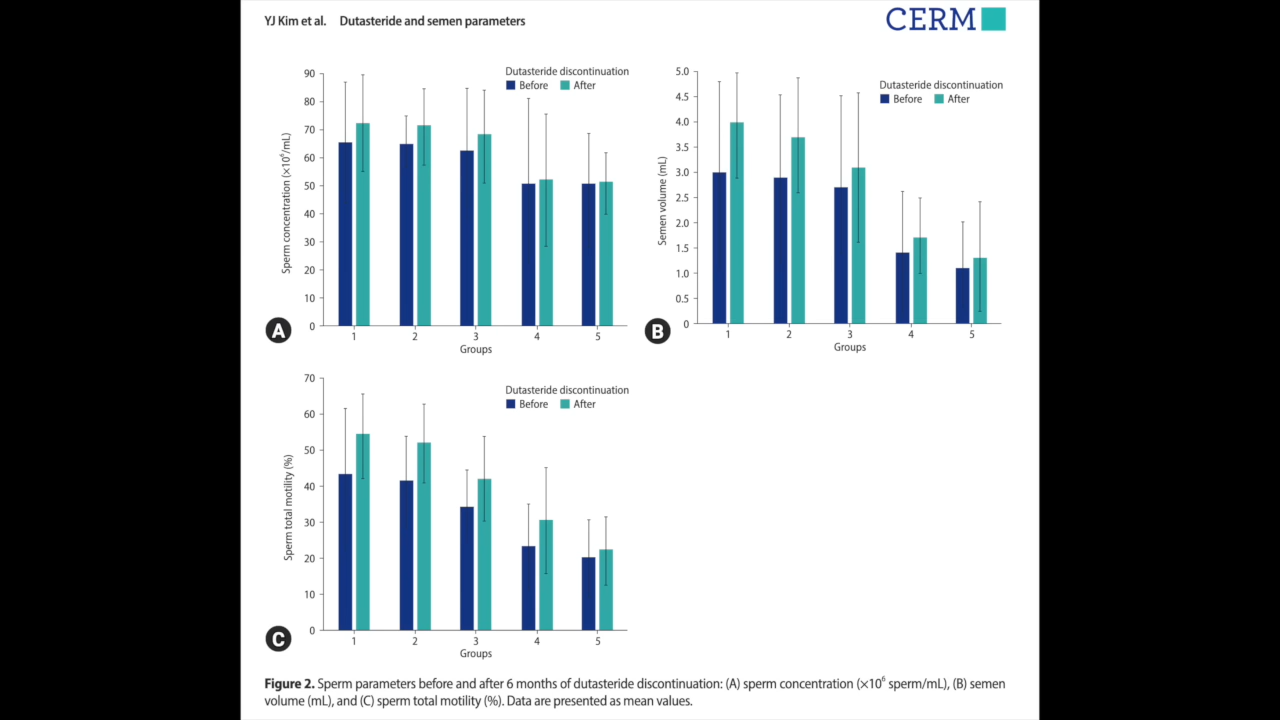 YJ Kim et al. Dutasteride and semen parameters
CERM
Dutasteride discontinuation
Before After
Sperm concentration (×10⁶/mL)
90
80
70
60
50
40
30
20
10
0
1 2 3 4 5
Groups
A
Dutasteride discontinuation
Before After
Semen volume (mL)
5.0
4.5
4.0
3.5
3.0
2.5
2.0
1.5
1.0
0.5
0
1 2 3 4 5
Groups
B
Dutasteride discontinuation
Before After
Sperm total motility (%)
70
60
50
40
30
20
10
0
1 2 3 4 5
Groups
C
Figure 2. Sperm parameters before and after 6 months of dutasteride discontinuation: (A) sperm concentration (×10⁶ sperm/mL), (B) semen
volume (mL), and (C) sperm total motility (%). Data are presented as mean values.